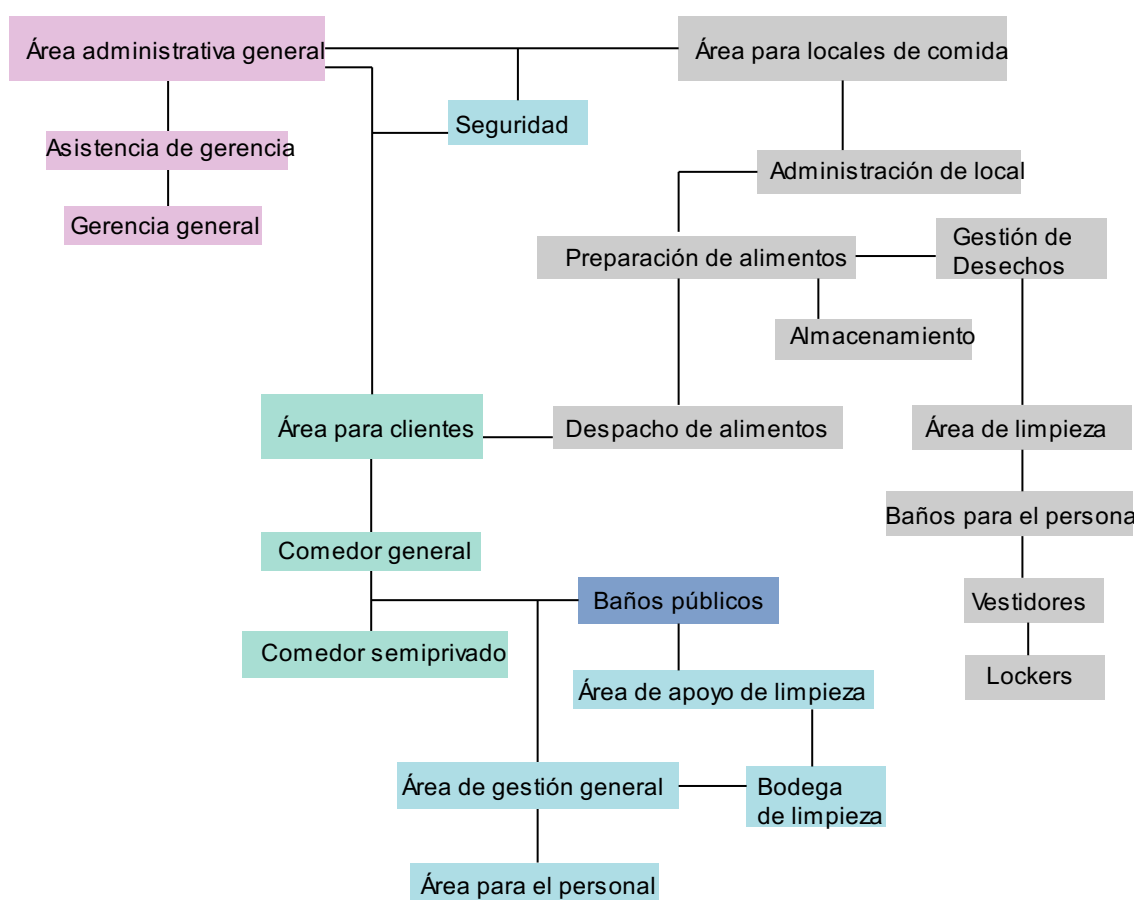 Área administrativa general
Área para locales de comida
Seguridad
Asistencia de gerencia
Administración de local
Gerencia general
Preparación de alimentos
Gestión de
Desechos
Almacenamiento
Área para clientes
Despacho de alimentos
Área de limpieza
Baños para el persona
Comedor general
Baños públicos
Vestidores
Comedor semiprivado
Lockers
Área de apoyo de limpieza
Área de gestión general
Bodega
de limpieza
Área para el personal